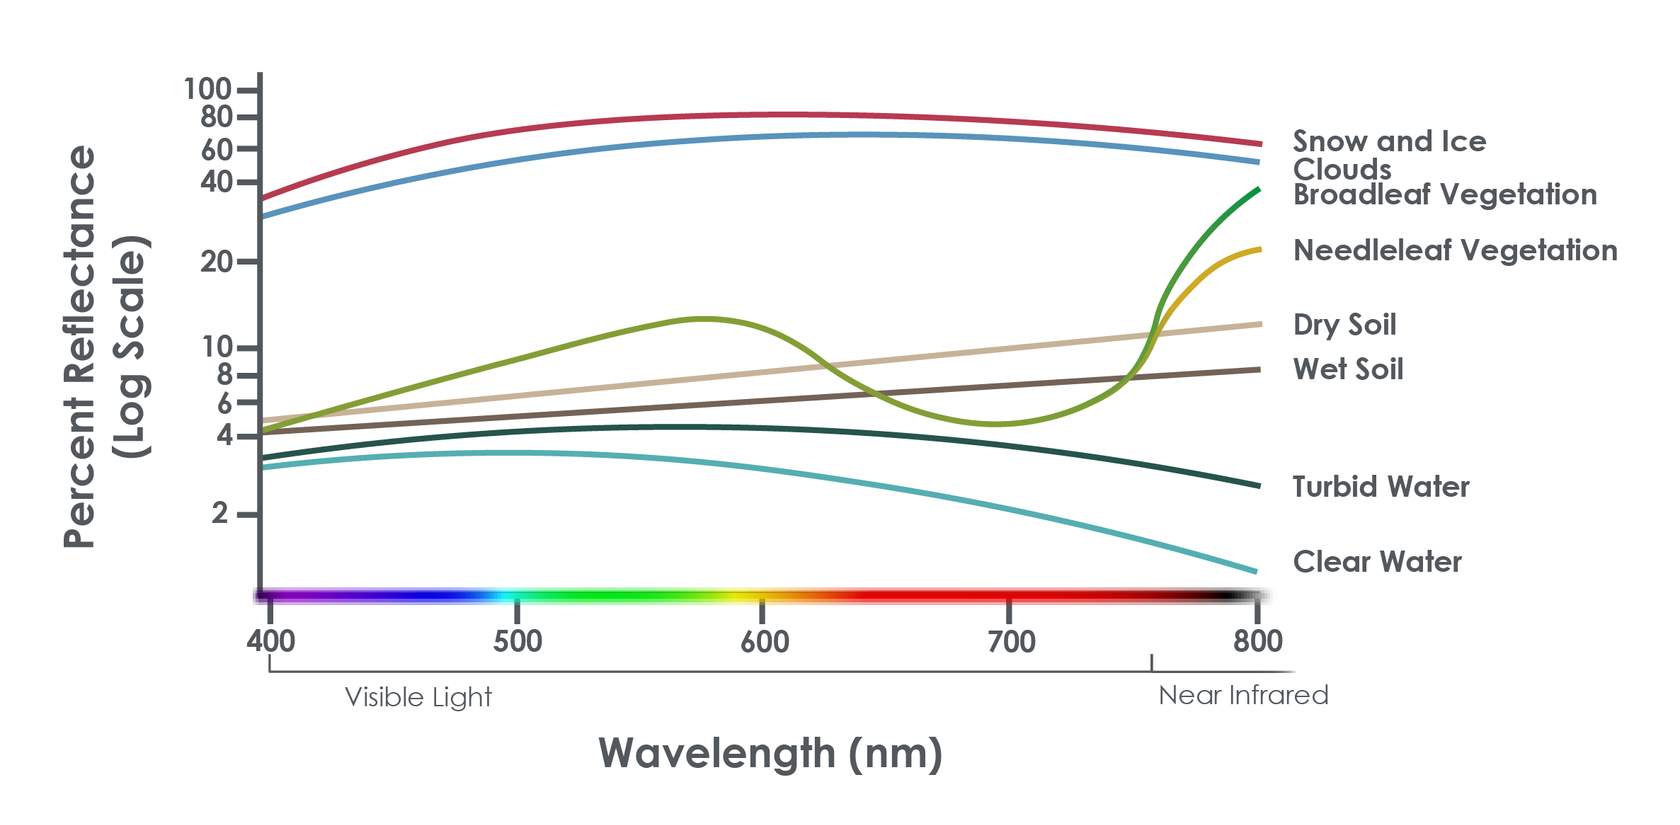 Percent Reflectance
(Log Scale)
100
80
60
40
20
10
8
6
4
2
Snow and Ice
Clouds
Broadleaf Vegetation
Needleleaf Vegetation
Dry Soil
Wet Soil
Turbid Water
Clear Water
400 500 600 700 800
Visible Light Near Infrared
Wavelength (nm)